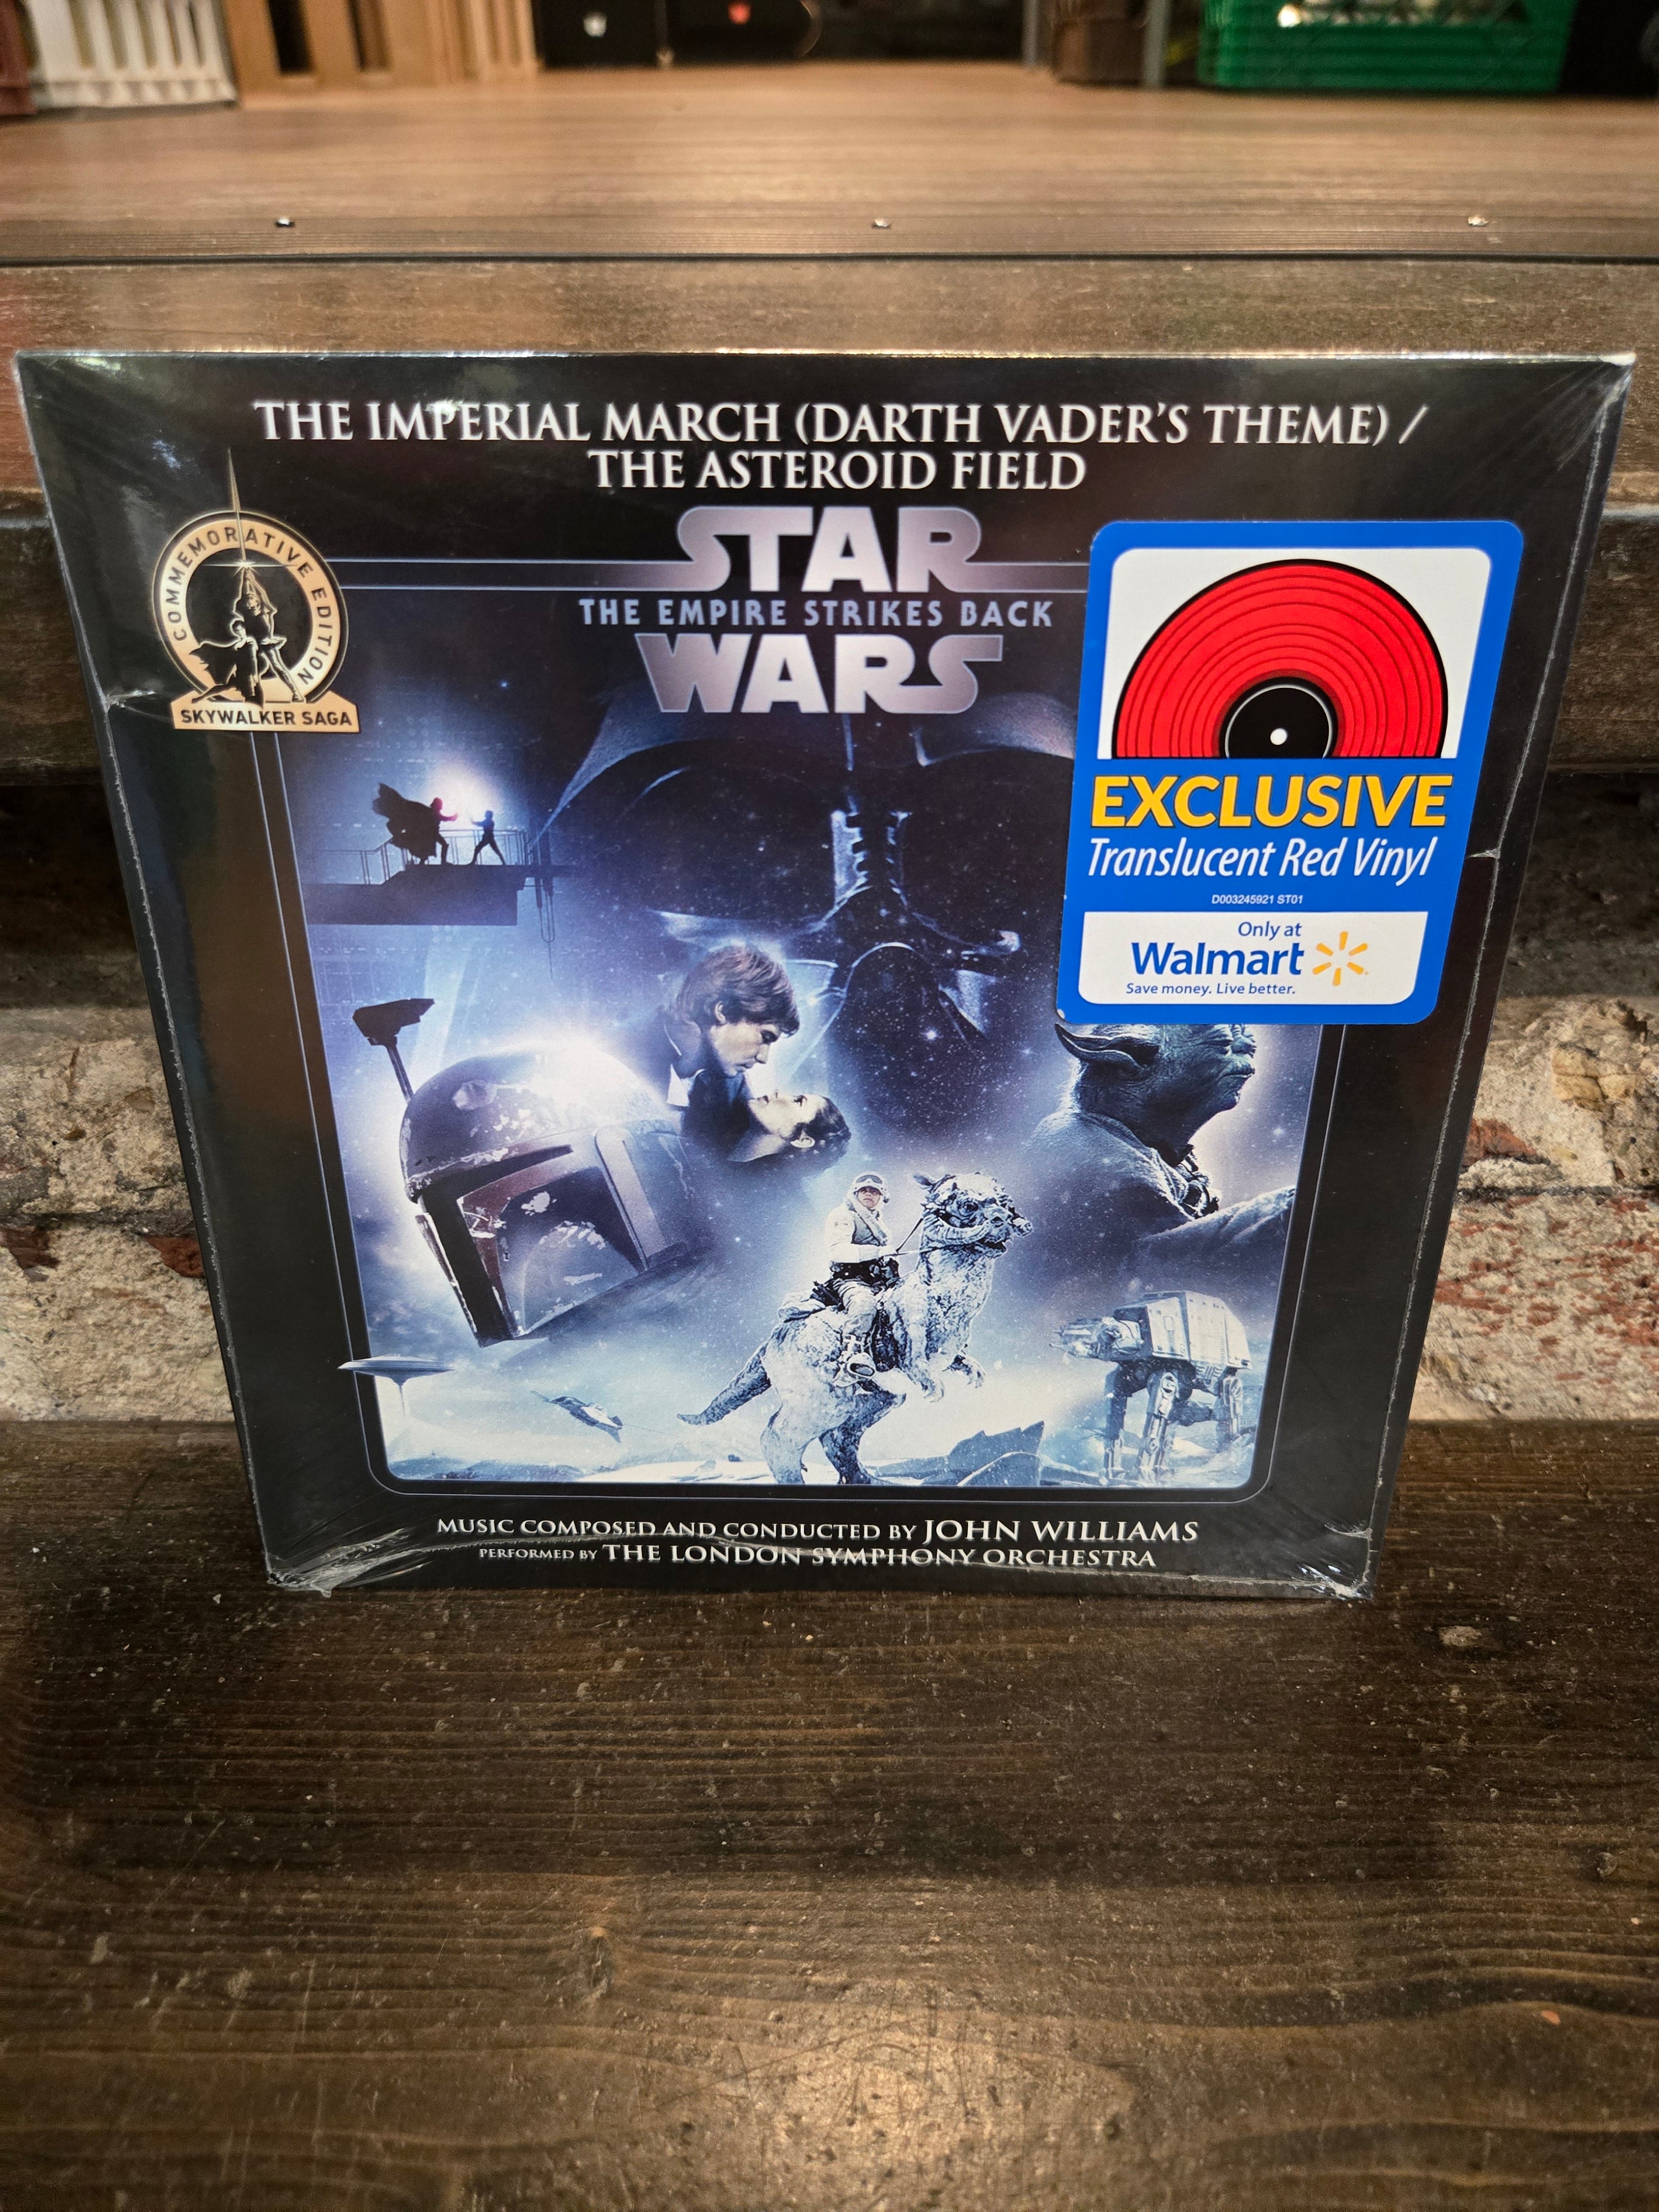 THE IMPERIAL MARCH (DARTH VADER'S THEME) /
THE ASTEROID FIELD
COMMEMORATIVE EDITION
SKYWALKER SAGA
STAR
THE EMPIRE STRIKES BACK
WARS
EXCLUSIVE
Translucent Red Vinyl
D003245921 ST01
Only at
Walmart
Save money. Live better.
MUSIC COMPOSED AND CONDUCTED BY JOHN WILLIAMS
PERFORMED BY THE LONDON SYMPHONY ORCHESTRA